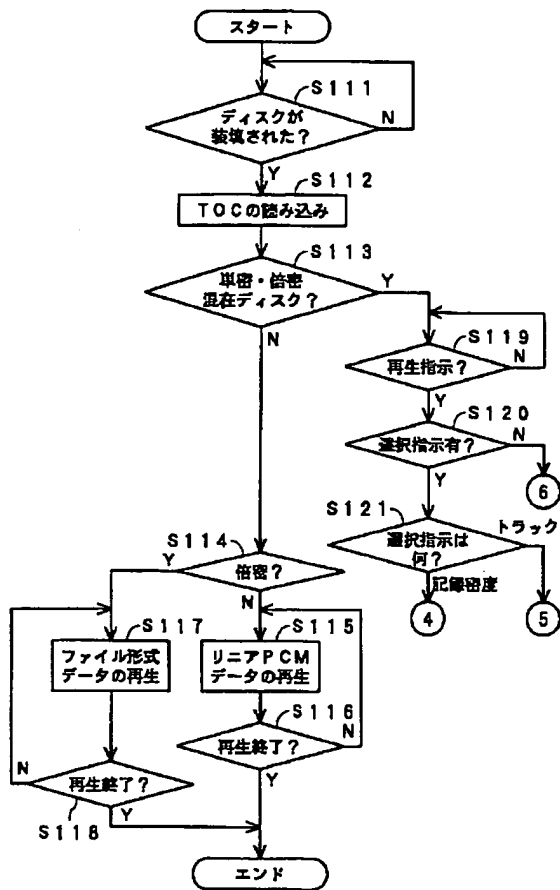 スタート
S111
ディスクが
装填された?
N
Y
S112
TOCの読み込み
S113
単密・倍密
混在ディスク?
Y
N
S119
再生指示?
N
Y
S120
選択指示有?
N
Y
6
S121
選択指示は
何?
トラック
記録密度
4
5
S114
Y
倍密?
N
S117
ファイル形式
データの再生
S115
リニアPCM
データの再生
S116
再生終了?
N
Y
N
再生終了?
S118
Y
エンド